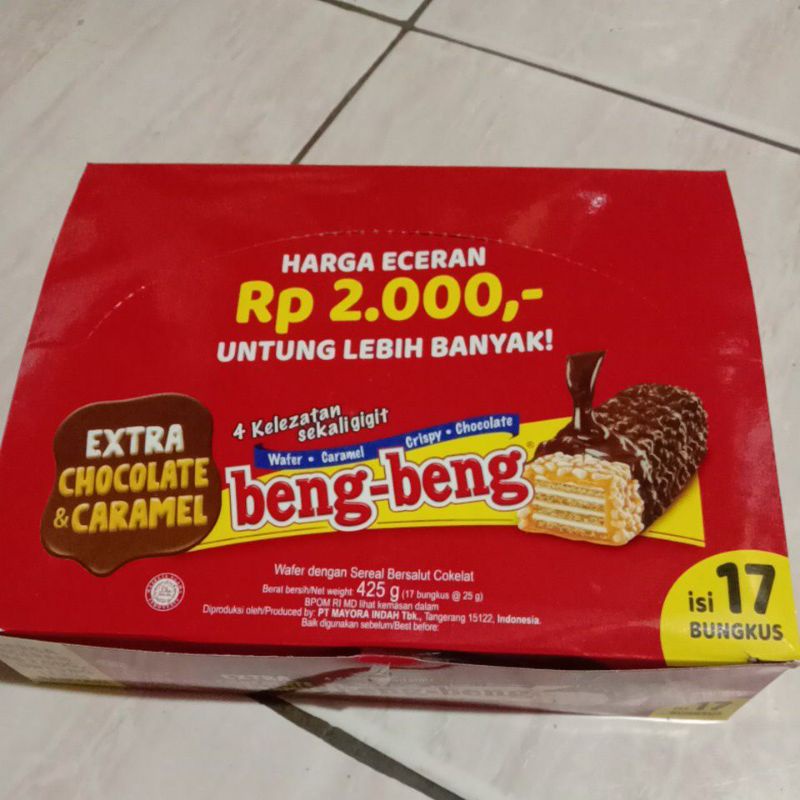 HARGA ECERAN
Rp 2.000,-
UNTUNG LEBIH BANYAK!
EXTRA
CHOCOLATE
& CARAMEL
4 Kelezatan
sekali gigit
Wafer • Caramel Crispy • Chocolate
beng-beng®
Wafer dengan Sereal Bersalut Cokelat
Berat bersih/Net weight 425 g (17 bungkus @ 25 g)
BPOM RI MD lihat kemasan dalam
Diproduksi oleh/Produced by: PT MAYORA INDAH Tbk., Tangerang 15122, Indonesia.
Baik digunakan sebelum/Best before:
isi 17
BUNGKUS